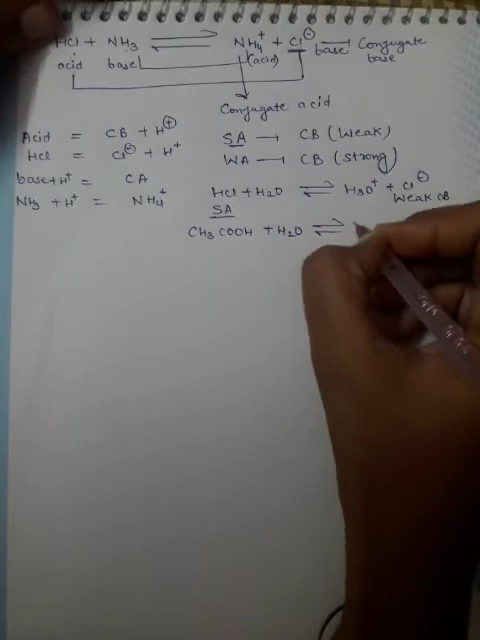 HCl + NH₃ ⇌ NH₄⁺ + Cl⊖ base → Conjugate base
acid base (acid)
Conjugate acid
Acid = CB + H⊕
HCl = Cl⊖ + H⁺
base + H⁺ = CA
NH₃ + H⁺ = NH₄⁺
SA → CB (Weak)
WA → CB (strong)
HCl + H₂O ⇌ H₃O⁺ + Cl⊖
SA Weak CB
CH₃COOH + H₂O ⇌